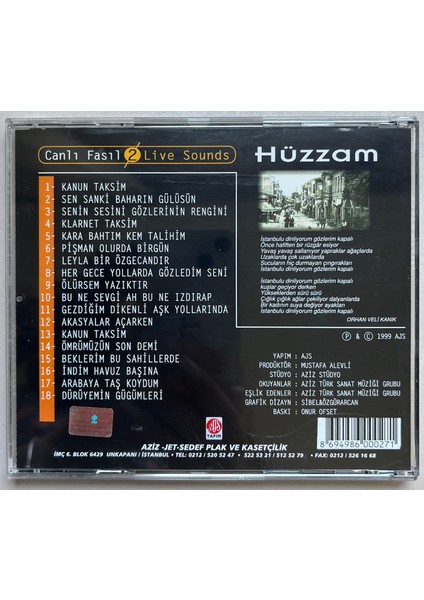 Canlı Fasıl 2 Live Sounds
Hüzzam
1- KANUN TAKSİM
2- SEN SANKİ BAHARIN GÜLÜSÜN
3- SENİN SESİNİ GÖZLERİNİN RENGİNİ
4- KLARNET TAKSİM
5- KARA BAHTIM KEM TALİHİM
6- PİŞMAN OLURDA BİRGÜN
7- LEYLA BİR ÖZGECANDIR
8- HER GECE YOLLARDA GÖZLEDİM SENİ
9- ÖLÜRSEM YAZIKTIR
10- BU NE SEVGİ AH BU NE IZDIRAP
11- GEZDİĞİM DİKENLİ AŞK YOLLARINDA
12- AKASYALAR AÇARKEN
13- KANUN TAKSİM
14- ÖMRÜMÜZÜN SON DEMİ
15- BEKLERİM BU SAHİLLERDE
16- İNDİM HAVUZ BAŞINA
17- ARABAYA TAŞ KOYDUM
18- DÜRÜYEMİN GÜGÜMLERİ
İstanbulu dinliyorum gözlerim kapalı
Önce hafiften bir rüzgâr esiyor
Yavaş yavaş sallanıyor yapraklar ağaçlarda
Uzaklarda çok uzaklarda
Sucuların hiç durmayan çıngırakları
İstanbulu dinliyorum gözlerim kapalı
İstanbulu dinliyorum gözlerim kapalı
kuşlar geçiyor derken
Yükseklerden sürü sürü
Çığlık çığlık ağlar çekiliyor dalyanlarda
Bir kadının suya değiyor ayakları
İstanbulu dinliyorum gözlerim kapalı
ORHAN VELİ KANIK
Ⓟ & © 1999 AJS
YAPIM : AJS
PRODÜKTÖR : MUSTAFA ALEVLİ
STÜDYO : AZİZ STÜDYO
OKUYANLAR : AZİZ TÜRK SANAT MÜZİĞİ GRUBU
EŞLİK EDENLER : AZİZ TÜRK SANAT MÜZİĞİ GRUBU
GRAFİK DİZAYN : SİBEL&ÖZGÜRARCAN
BASKI : ONUR OFSET
AJS
YAPIM
8 694986 000271
AZİZ -JET-SEDEF PLAK VE KASETÇİLİK
İMÇ 6. BLOK 6429 UNKAPANI / İSTANBUL • TEL: 0212 / 520 52 47 • 522 53 21 / 512 52 79 • FAX: 0212 / 526 16 68